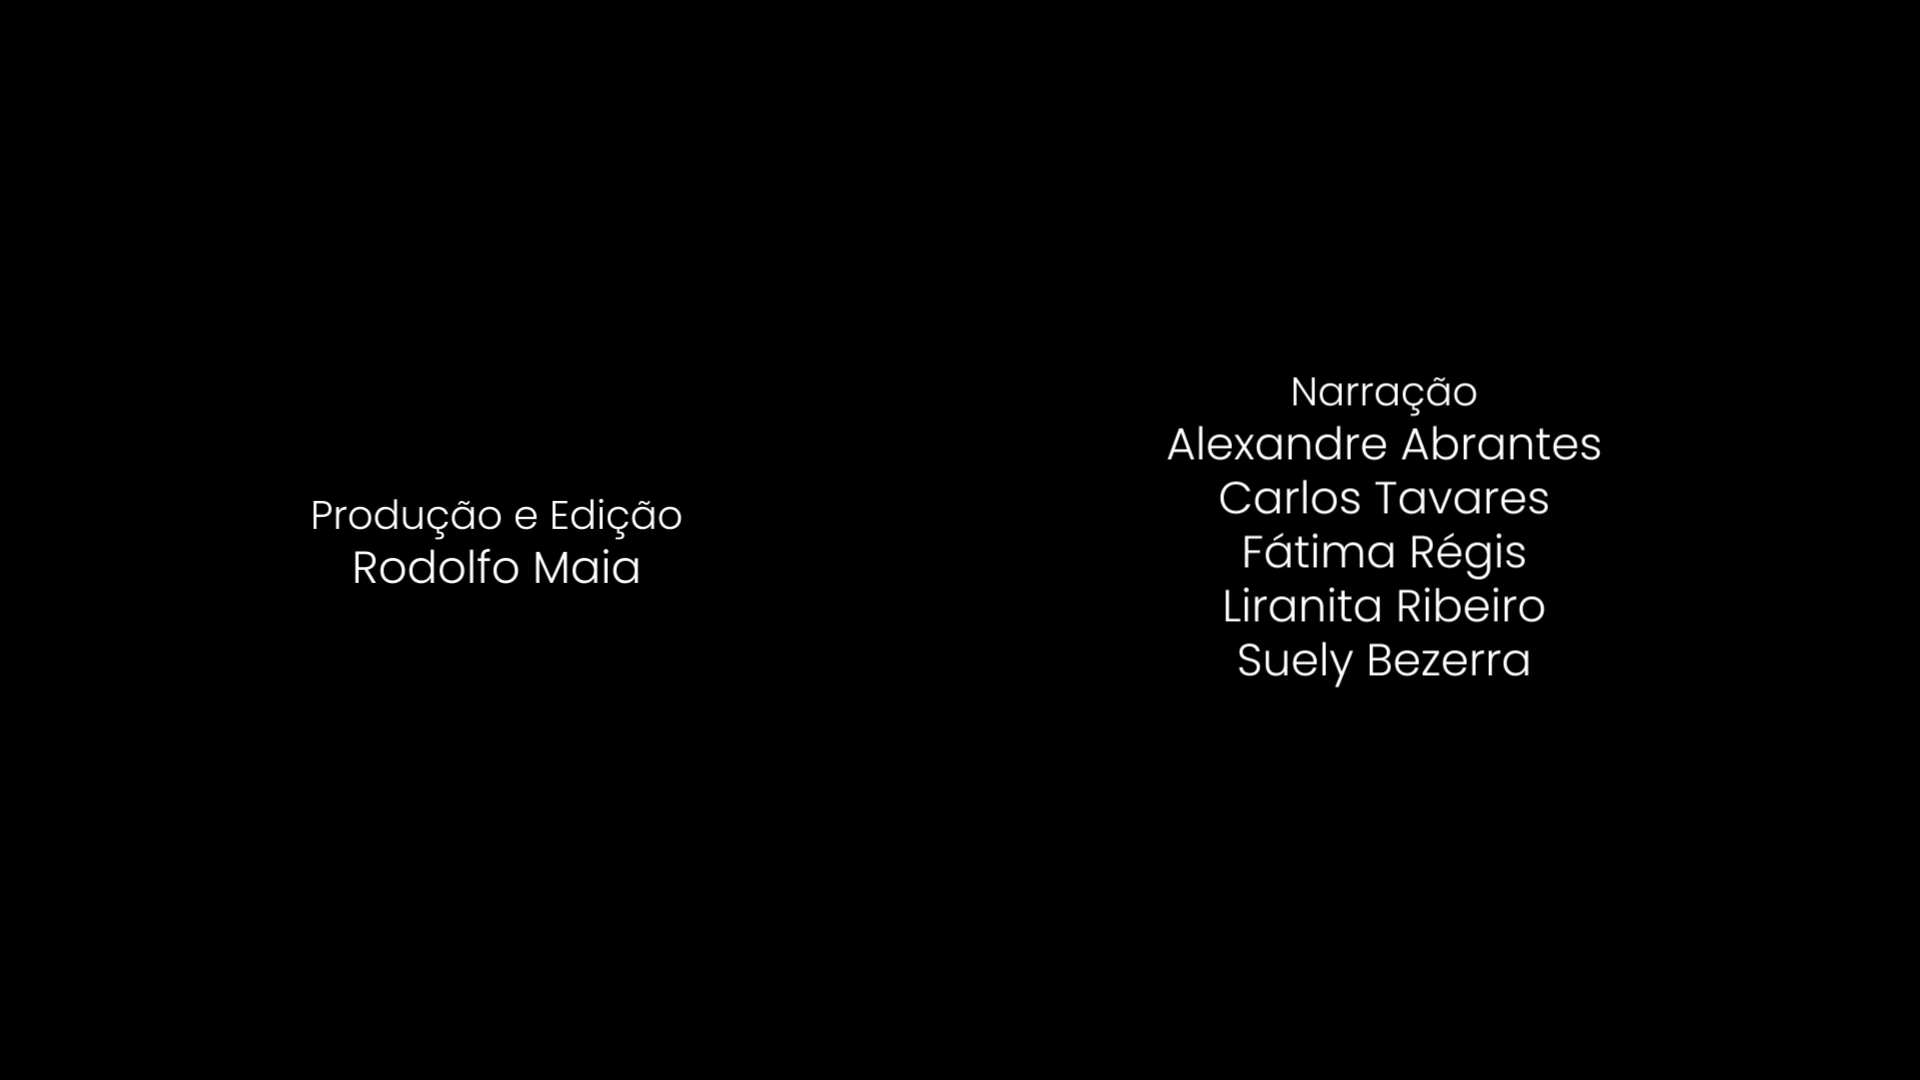 Produção e Edição
Rodolfo Maia
Narração
Alexandre Abrantes
Carlos Tavares
Fátima Régis
Liranita Ribeiro
Suely Bezerra